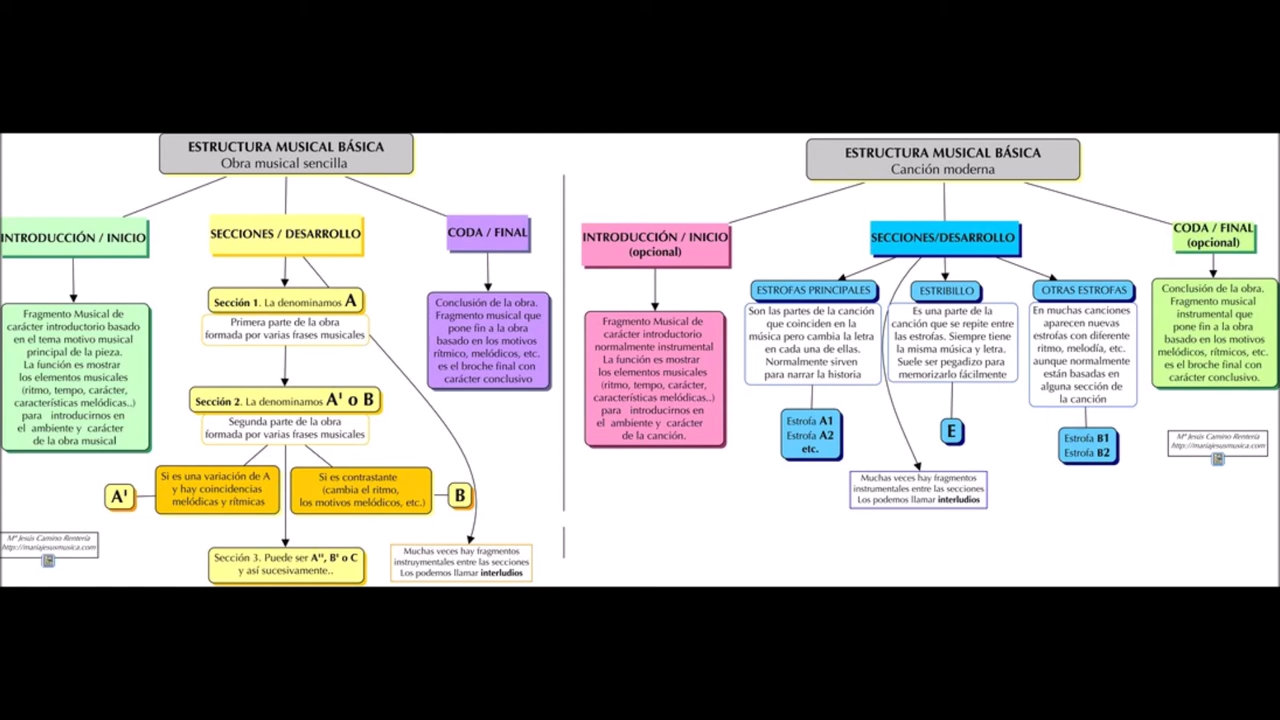 ESTRUCTURA MUSICAL BÁSICA
Obra musical sencilla
INTRODUCCIÓN / INICIO
SECCIONES / DESARROLLO
CODA / FINAL
Fragmento Musical de
carácter introductorio basado
en el tema motivo musical
principal de la pieza.
La función es mostrar
los elementos musicales
(ritmo, tempo, carácter,
características melódicas..)
para introducirnos en
el ambiente y carácter
de la obra musical
Sección 1. La denominamos A
Primera parte de la obra
formada por varias frases musicales
Sección 2. La denominamos A' o B
Segunda parte de la obra
formada por varias frases musicales
A'
Si es una variación de A
y hay coincidencias
melódicas y rítmicas
Si es contrastante
(cambia el ritmo,
los motivos melódicos, etc.)
B
Sección 3. Puede ser A'', B' o C
y así sucesivamente..
Conclusión de la obra.
Fragmento musical que
pone fin a la obra
basado en los motivos
rítmico, melódicos, etc.
es el broche final con
carácter conclusivo
Muchas veces hay fragmentos
instruymentales entre las secciones
Los podemos llamar interludios
Mª Jesús Camino Rentería
http://mariajesusmusica.com
ESTRUCTURA MUSICAL BÁSICA
Canción moderna
INTRODUCCIÓN / INICIO
(opcional)
SECCIONES/DESARROLLO
CODA / FINAL
(opcional)
Fragmento Musical de
carácter introductorio
normalmente instrumental
La función es mostrar
los elementos musicales
(ritmo, tempo, carácter,
características melódicas..)
para introducirnos en
el ambiente y carácter
de la canción.
ESTROFAS PRINCIPALES
Son las partes de la canción
que coinciden en la
música pero cambia la letra
en cada una de ellas.
Normalmente sirven
para narrar la historia
Estrofa A1
Estrofa A2
etc.
ESTRIBILLO
Es una parte de la
canción que se repite entre
las estrofas. Siempre tiene
la misma música y letra.
Suele ser pegadizo para
memorizarlo fácilmente
E
OTRAS ESTROFAS
En muchas canciones
aparecen nuevas
estrofas con diferente
ritmo, melodía, etc.
aunque normalmente
están basadas en
alguna sección de
la canción
Estrofa B1
Estrofa B2
Muchas veces hay fragmentos
instrumentales entre las secciones
Los podemos llamar interludios
Conclusión de la obra.
Fragmento musical
instrumental que
pone fin a la obra
basado en los motivos
melódicos, rítmicos, etc.
es el broche final con
carácter conclusivo.
Mª Jesús Camino Rentería
http://mariajesusmusica.com